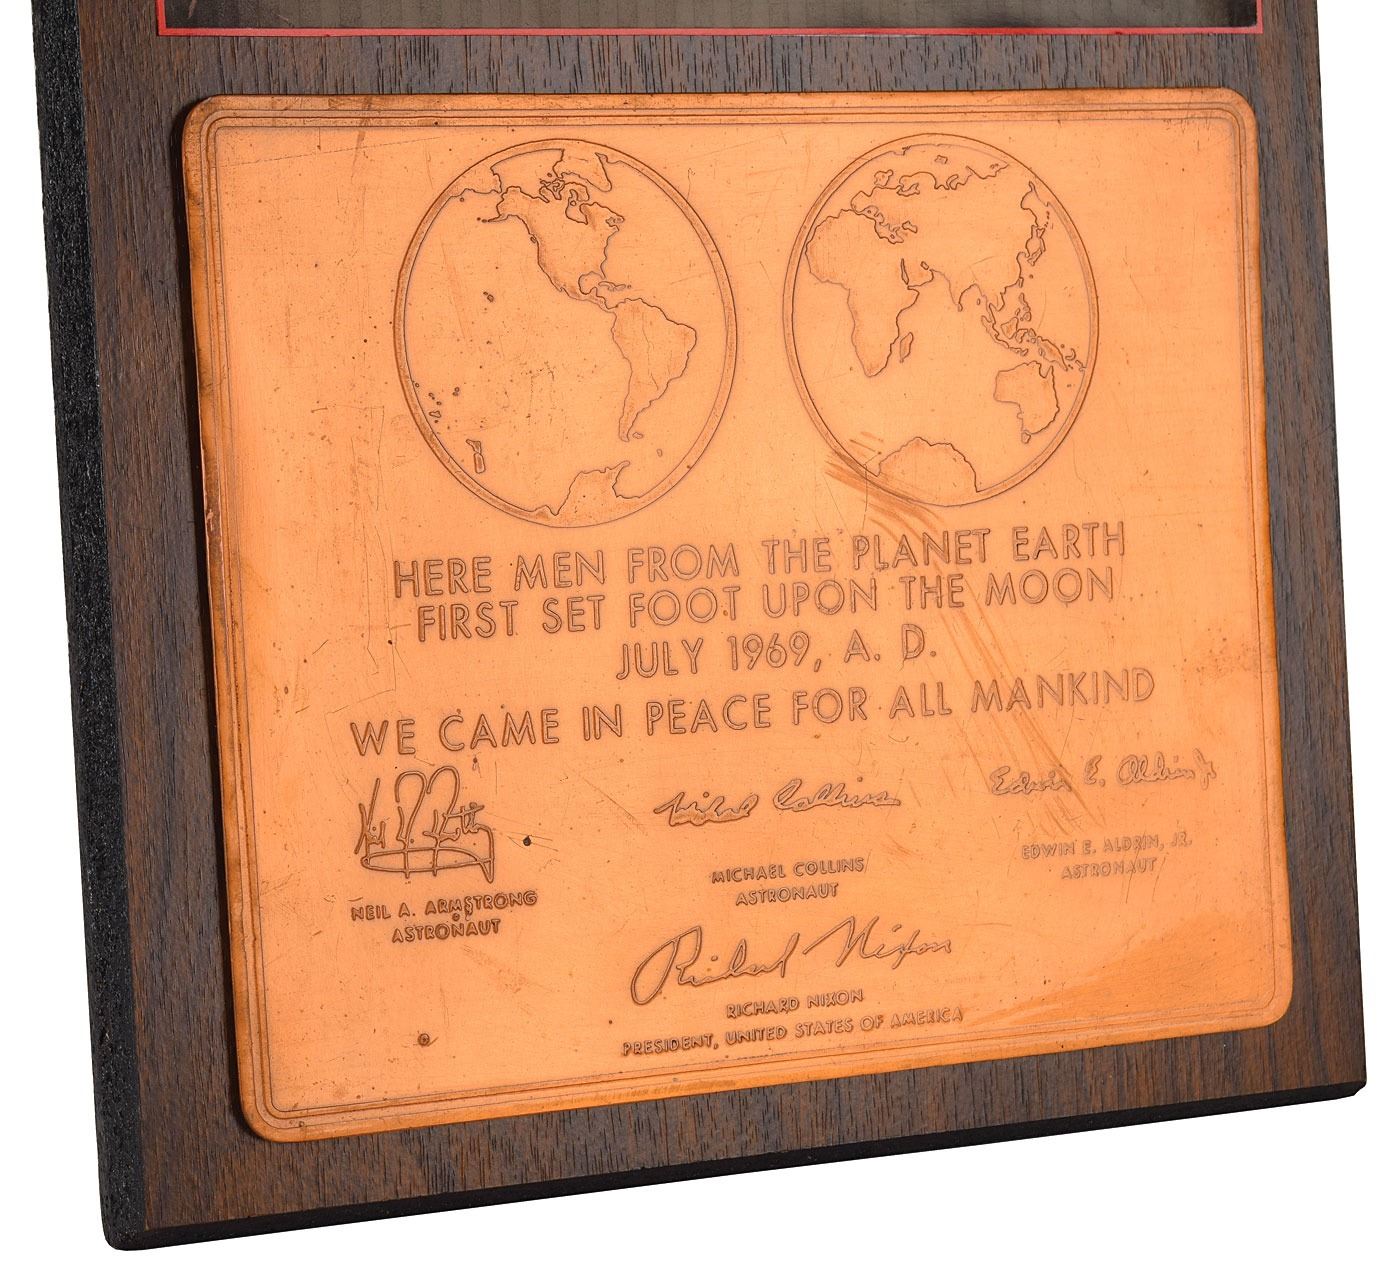 HERE MEN FROM THE PLANET EARTH
FIRST SET FOOT UPON THE MOON
JULY 1969, A. D.
WE CAME IN PEACE FOR ALL MANKIND
Michael Collins
Edwin E. Aldrin Jr
NEIL A. ARMSTRONG
ASTRONAUT
MICHAEL COLLINS
ASTRONAUT
EDWIN E. ALDRIN, JR.
ASTRONAUT
Richard Nixon
RICHARD NIXON
PRESIDENT, UNITED STATES OF AMERICA